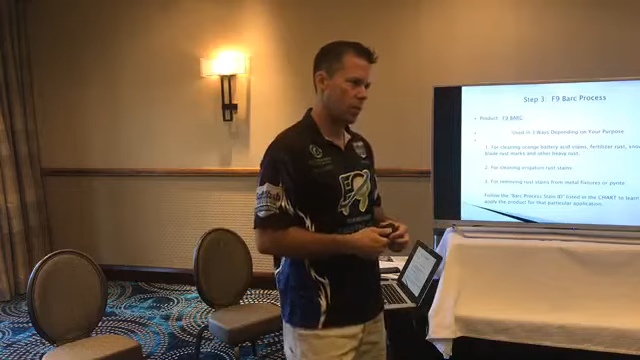 Step 3 F9 Barc Process
Product: F9 BARC
Used in 3 Ways Depending on Your Purpose
1. For cleaning orange battery acid stains, fertilizer rust,
blade rust marks and other heavy rust.
2. For cleaning irrigation rust stains.
3. For removing rust stains from metal fixtures or pyrite
Follow the "Barc Process Stain ID" listed in the CHART to learn
apply the product for that particular application.